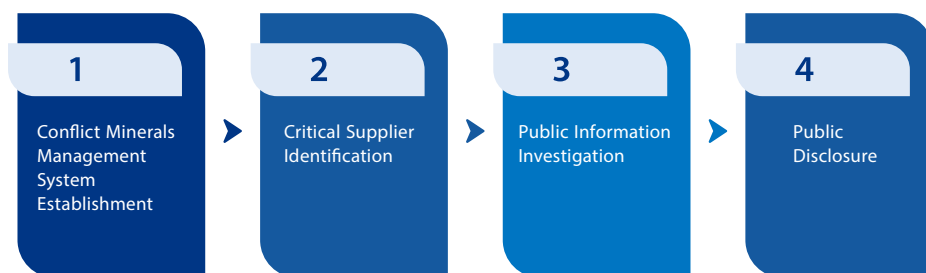 1
Conflict Minerals
Management
System
Establishment
2
Critical Supplier
Identification
3
Public Information
Investigation
4
Public
Disclosure